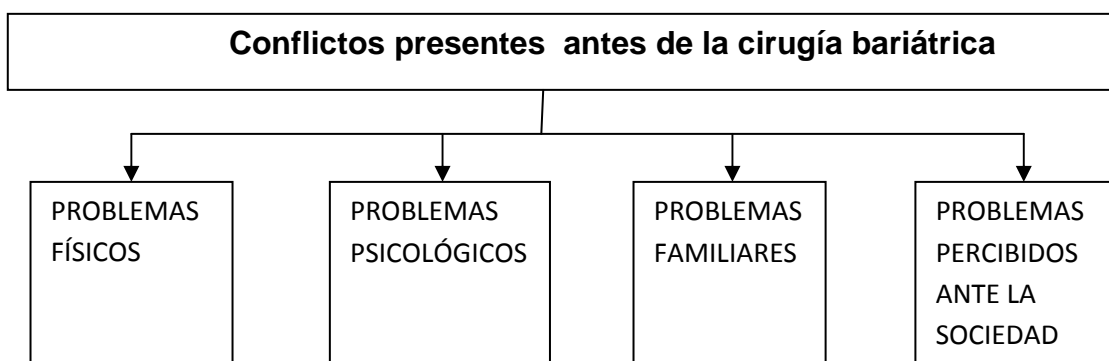 Conflictos presentes antes de la cirugía bariátrica
PROBLEMAS
FÍSICOS
PROBLEMAS
PSICOLÓGICOS
PROBLEMAS
FAMILIARES
PROBLEMAS
PERCIBIDOS
ANTE LA
SOCIEDAD